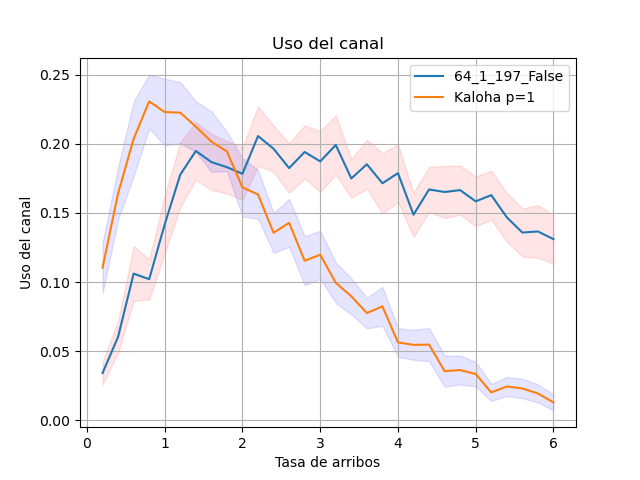 Uso del canal
64_1_197_False
Kaloha p=1
Uso del canal
0.25
0.20
0.15
0.10
0.05
0.00
0 1 2 3 4 5 6
Tasa de arribos